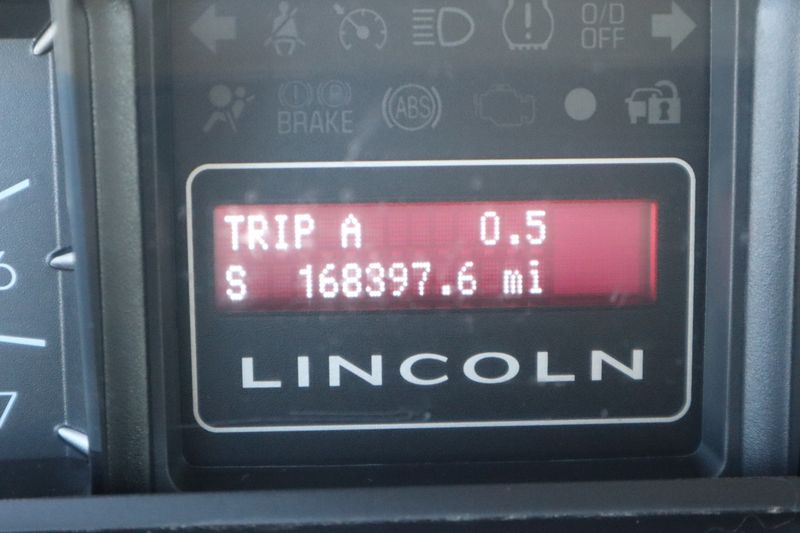 O/D
OFF
BRAKE
ABS
TRIP A 0.5
S 168397.6 mi
LINCOLN